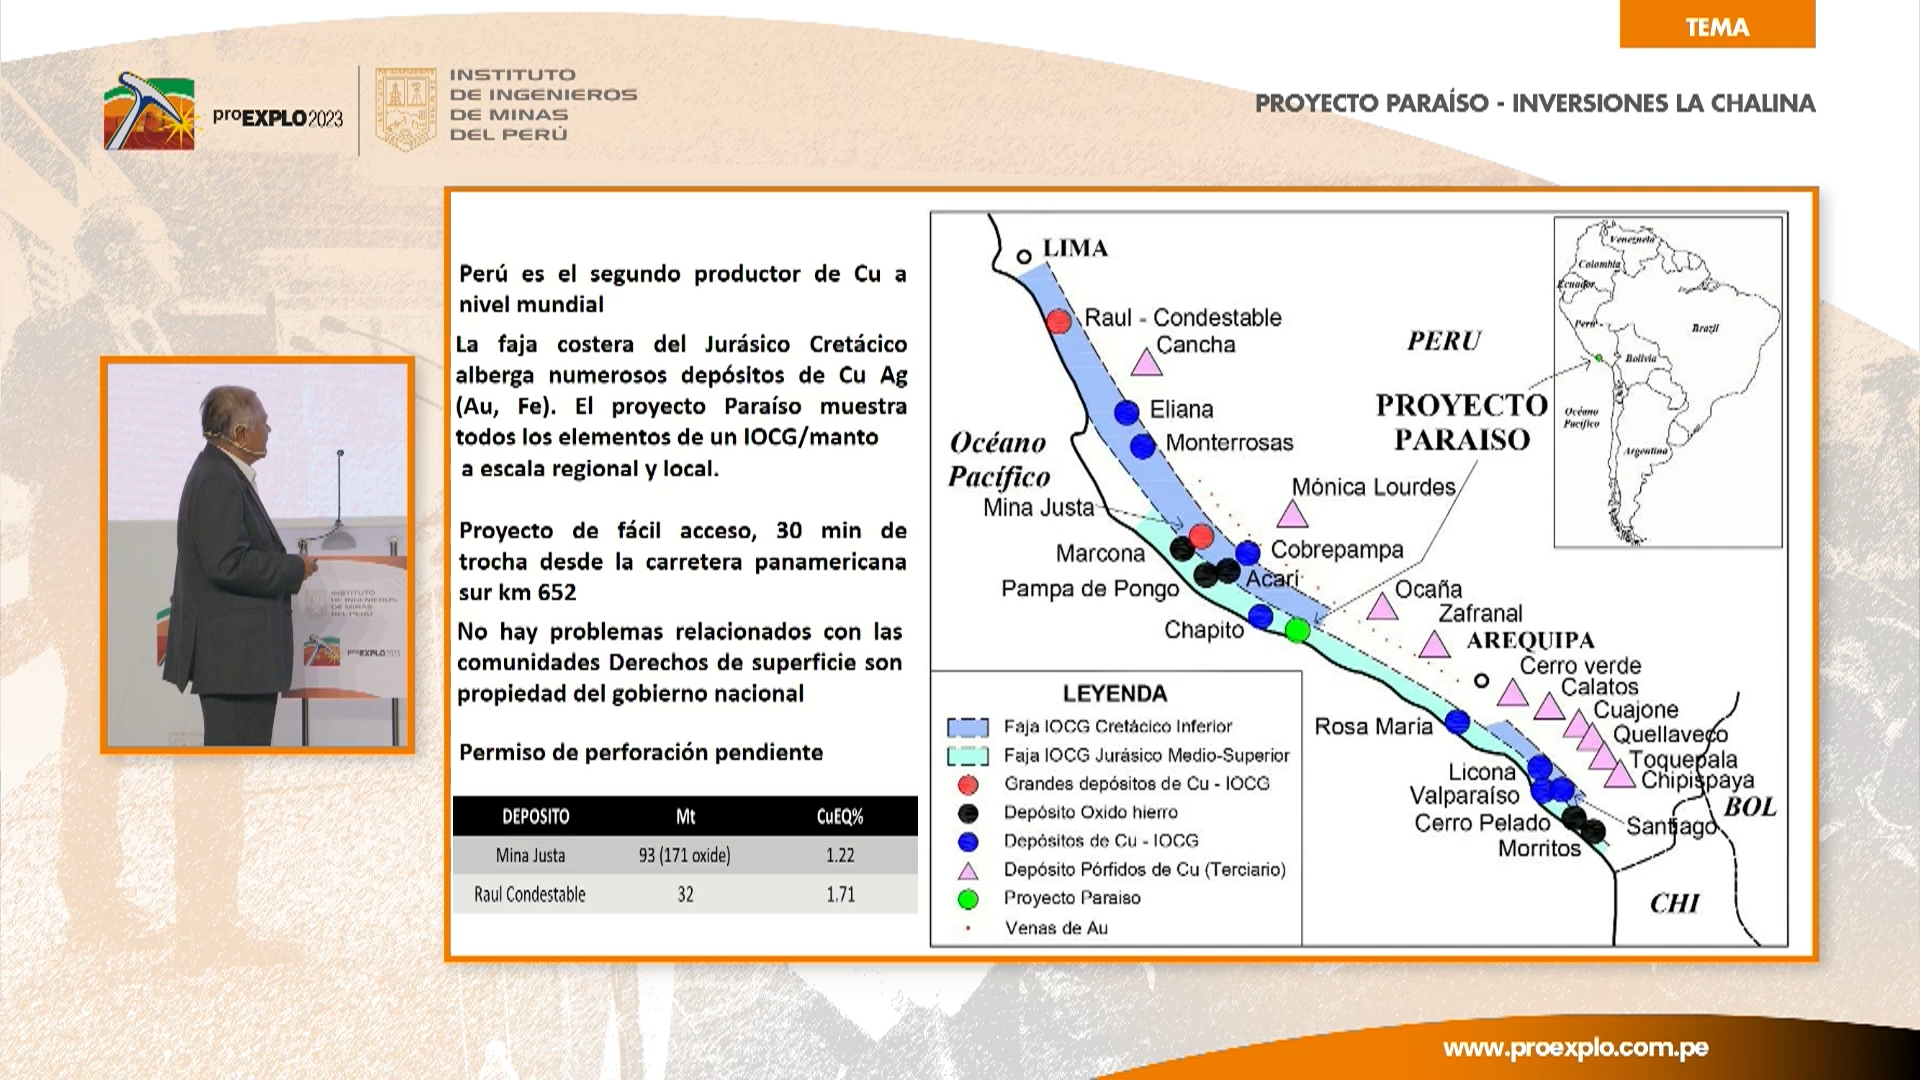 TEMA
proEXPLO2023
INSTITUTO
DE INGENIEROS
DE MINAS
DEL PERÚ
PROYECTO PARAÍSO - INVERSIONES LA CHALINA
Perú es el segundo productor de Cu a
nivel mundial
La faja costera del Jurásico Cretácico
alberga numerosos depósitos de Cu Ag
(Au, Fe). El proyecto Paraíso muestra
todos los elementos de un IOCG/manto
a escala regional y local.
Proyecto de fácil acceso, 30 min de
trocha desde la carretera panamericana
sur km 652
No hay problemas relacionados con las
comunidades Derechos de superficie son
propiedad del gobierno nacional
Permiso de perforación pendiente
DEPOSITO Mt CuEQ%
Mina Justa 93 (171 oxide) 1.22
Raul Condestable 32 1.71
LIMA
Raul - Condestable
Cancha
Eliana
Monterrosas
Océano
Pacífico
Mina Justa
Marcona
Pampa de Pongo
Chapito
PERU
PROYECTO
PARAISO
Mónica Lourdes
Cobrepampa
Acarí
Ocaña
Zafranal
AREQUIPA
Cerro verde
Calatos
Cuajone
Quellaveco
Toquepala
Chipispaya
Rosa María
Licona
Valparaíso
Cerro Pelado
Morritos
Santiago
BOL
CHI
Venezuela
Colombia
Ecuador
Perú
Brazil
Bolivia
Océano
Pacífico
Argentina
LEYENDA
Faja IOCG Cretácico Inferior
Faja IOCG Jurásico Medio-Superior
Grandes depósitos de Cu - IOCG
Depósito Oxido hierro
Depósitos de Cu - IOCG
Depósito Pórfidos de Cu (Terciario)
Proyecto Paraiso
Venas de Au
INSTITUTO
DE INGENIEROS
DE MINAS
DEL PERÚ
proEXPLO2023
www.proexplo.com.pe